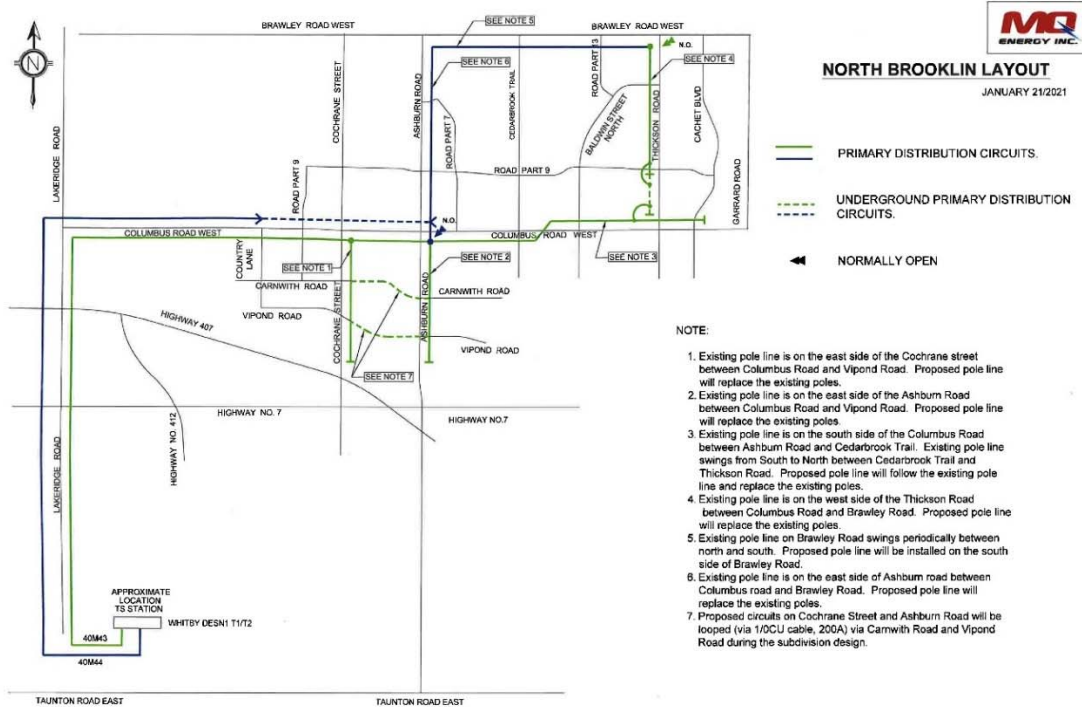 BRAWLEY ROAD WEST
SEE NOTE 5
BRAWLEY ROAD WEST
MQ
ENERGY INC.
N
N.O.
NORTH BROOKLIN LAYOUT
JANUARY 21/2021
SEE NOTE 6
SEE NOTE 4
LAKERIDGE ROAD
COCHRANE STREET
ASHBURN ROAD
ROAD PART 7
CEDARBROOK TRAIL
ROAD PART 13
BALDWIN STREET
NORTH
THICKSON ROAD
CACHET BLVD
GARRARD ROAD
PRIMARY DISTRIBUTION CIRCUITS.
ROAD PART 9
ROAD PART 9
UNDERGROUND PRIMARY DISTRIBUTION
CIRCUITS.
N.O.
COLUMBUS ROAD WEST
COLUMBUS ROAD WEST
COUNTRY
LANE
SEE NOTE 1
SEE NOTE 2
SEE NOTE 3
NORMALLY OPEN
CARNWITH ROAD
CARNWITH ROAD
VIPOND ROAD
COCHRANE STREET
ASHBURN ROAD
HIGHWAY 407
VIPOND ROAD
SEE NOTE 7
HIGHWAY NO. 7
HIGHWAY NO.7
HIGHWAY NO. 412
LAKERIDGE ROAD
NOTE:
1. Existing pole line is on the east side of the Cochrane street
between Columbus Road and Vipond Road. Proposed pole line
will replace the existing poles.
2. Existing pole line is on the east side of the Ashburn Road
between Columbus Road and Vipond Road. Proposed pole line
will replace the existing poles.
3. Existing pole line is on the south side of the Columbus Road
between Ashburn Road and Cedarbrook Trail. Existing pole line
swings from South to North between Cedarbrook Trail and
Thickson Road. Proposed pole line will follow the existing pole
line and replace the existing poles.
4. Existing pole line is on the west side of the Thickson Road
between Columbus Road and Brawley Road. Proposed pole line
will replace the existing poles.
5. Existing pole line on Brawley Road swings periodically between
north and south. Proposed pole line will be installed on the south
side of Brawley Road.
6. Existing pole line is on the east side of Ashburn road between
Columbus road and Brawley Road. Proposed pole line will
replace the existing poles.
7. Proposed circuits on Cochrane Street and Ashburn Road will be
looped (via 1/0CU cable, 200A) via Carnwith Road and Vipond
Road during the subdivision design.
APPROXIMATE
LOCATION
TS STATION
WHITBY DESN1 T1/T2
40M43
40M44
TAUNTON ROAD EAST
TAUNTON ROAD EAST